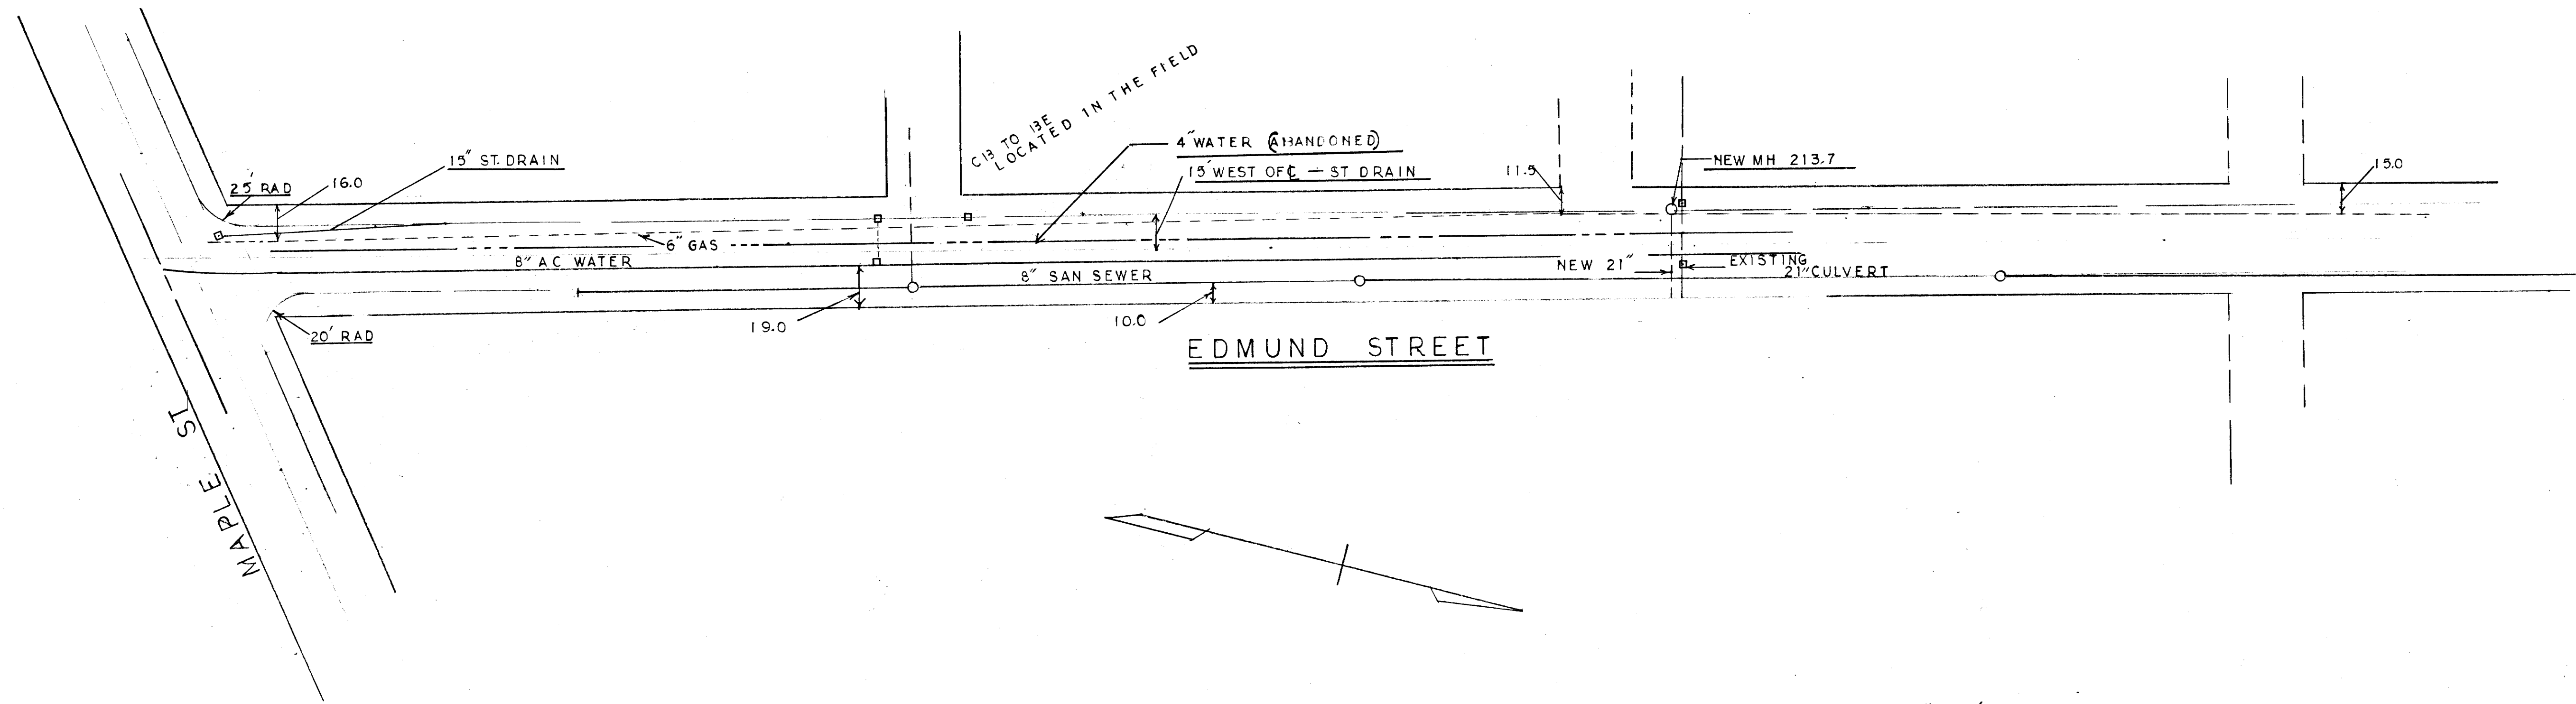 C13 TO 13E
LOCATED IN THE FIELD
4" WATER (ABANDONED)
15' WEST OF ℄ — ST DRAIN
11.5
NEW MH 213.7
15.0
15" ST. DRAIN
25' RAD
16.0
6" GAS
8" AC WATER
8" SAN SEWER
NEW 21"
EXISTING
21" CULVERT
19.0
10.0
20' RAD
EDMUND STREET
MAPLE ST